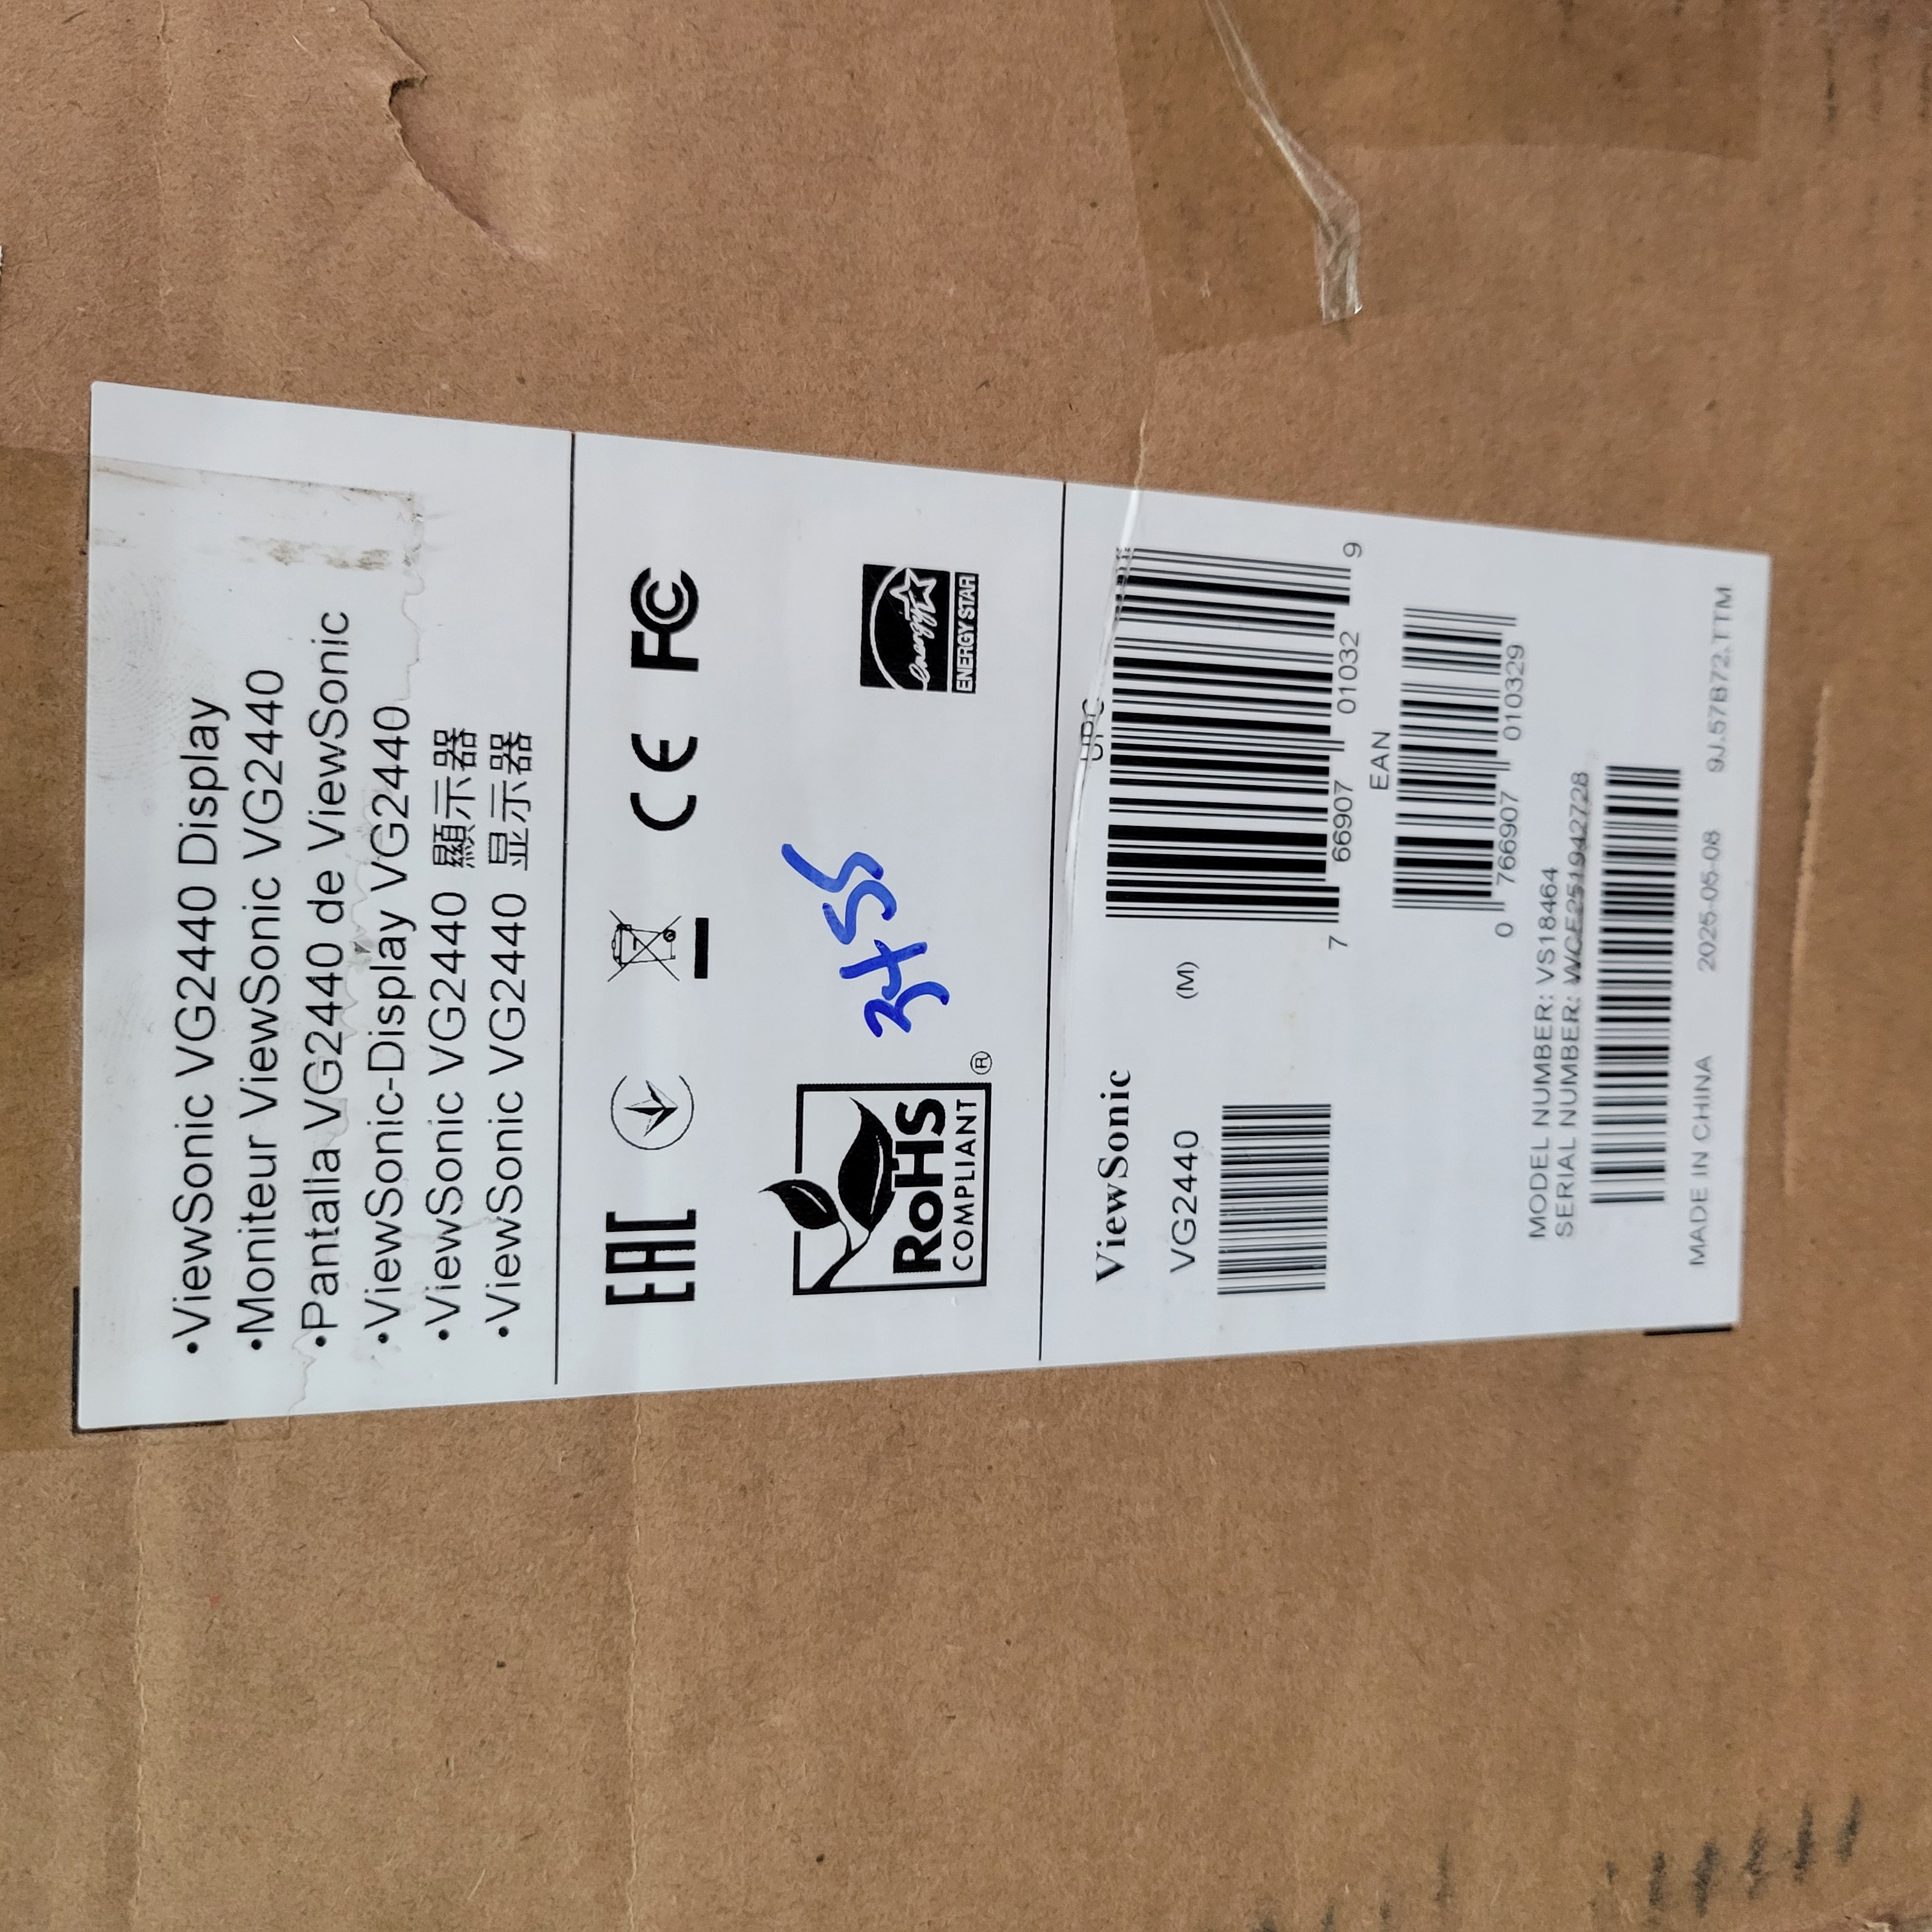 •ViewSonic VG2440 Display
•Moniteur ViewSonic VG2440
•Pantalla VG2440 de ViewSonic
•ViewSonic-Display VG2440
•ViewSonic VG2440 顯示器
•ViewSonic VG2440 显示器
EAC CE FC
RoHS
COMPLIANT
®
3455
energy
ENERGY STAR
ViewSonic
VG2440
(M)
UPC
7 66907 01032 9
EAN
0 766907 010329
MODEL NUMBER: VS18464
SERIAL NUMBER: WCE251942728
MADE IN CHINA 2025-05-08 9J.57B72.TTM